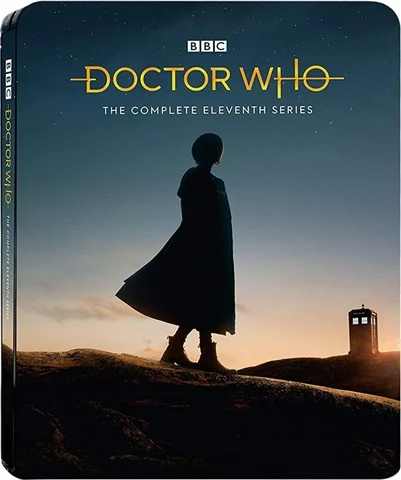 BBC
DOCTOR WHO
THE COMPLETE ELEVENTH SERIES
BBC
DOCTOR WHO
THE COMPLETE ELEVENTH SERIES